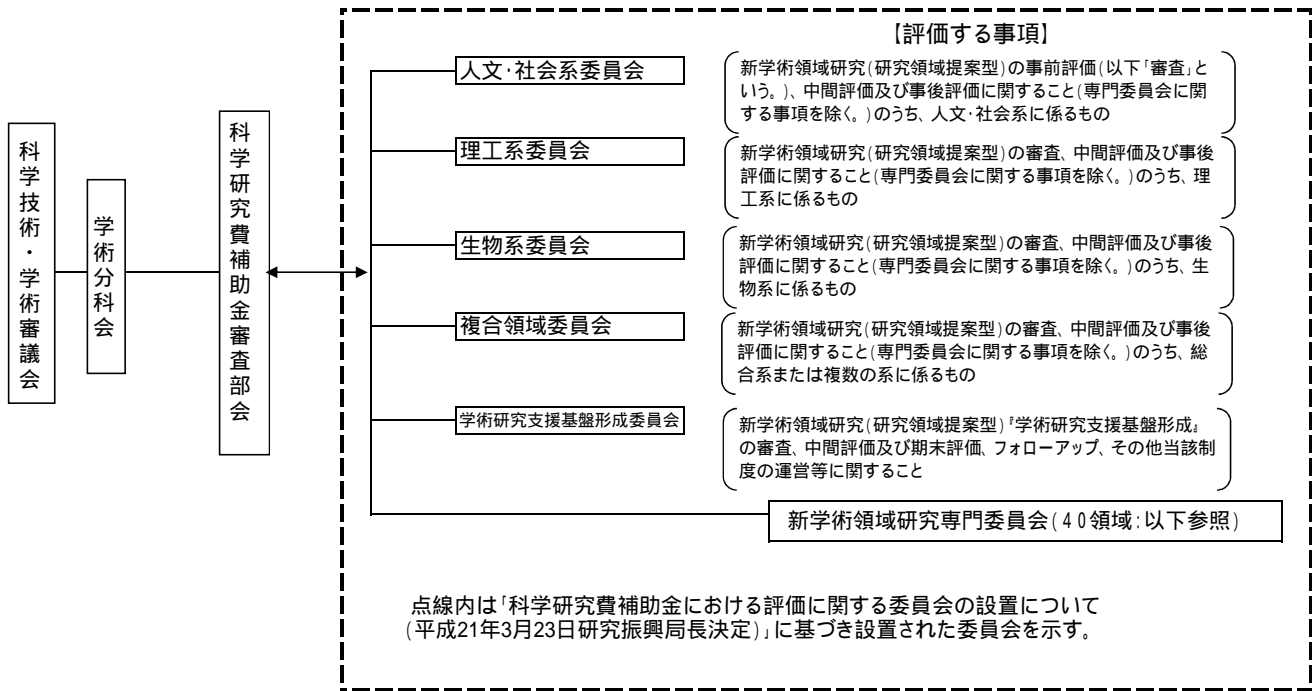 科学技術・学術審議会
学術分科会
科学研究費補助金審査部会
【評価する事項】
人文・社会系委員会
新学術領域研究(研究領域提案型)の事前評価(以下「審査」と
いう。)、中間評価及び事後評価に関すること(専門委員会に関
する事項を除く。)のうち、人文・社会系に係るもの
理工系委員会
新学術領域研究(研究領域提案型)の審査、中間評価及び事後
評価に関すること(専門委員会に関する事項を除く。)のうち、理
工系に係るもの
生物系委員会
新学術領域研究(研究領域提案型)の審査、中間評価及び事後
評価に関すること(専門委員会に関する事項を除く。)のうち、生
物系に係るもの
複合領域委員会
新学術領域研究(研究領域提案型)の審査、中間評価及び事後
評価に関すること(専門委員会に関する事項を除く。)のうち、総
合系または複数の系に係るもの
学術研究支援基盤形成委員会
新学術領域研究(研究領域提案型)『学術研究支援基盤形成』
の審査、中間評価及び期末評価、フォローアップ、その他当該制
度の運営等に関すること
新学術領域研究専門委員会(40領域:以下参照)
点線内は「科学研究費補助金における評価に関する委員会の設置について
(平成21年3月23日研究振興局長決定)」に基づき設置された委員会を示す。